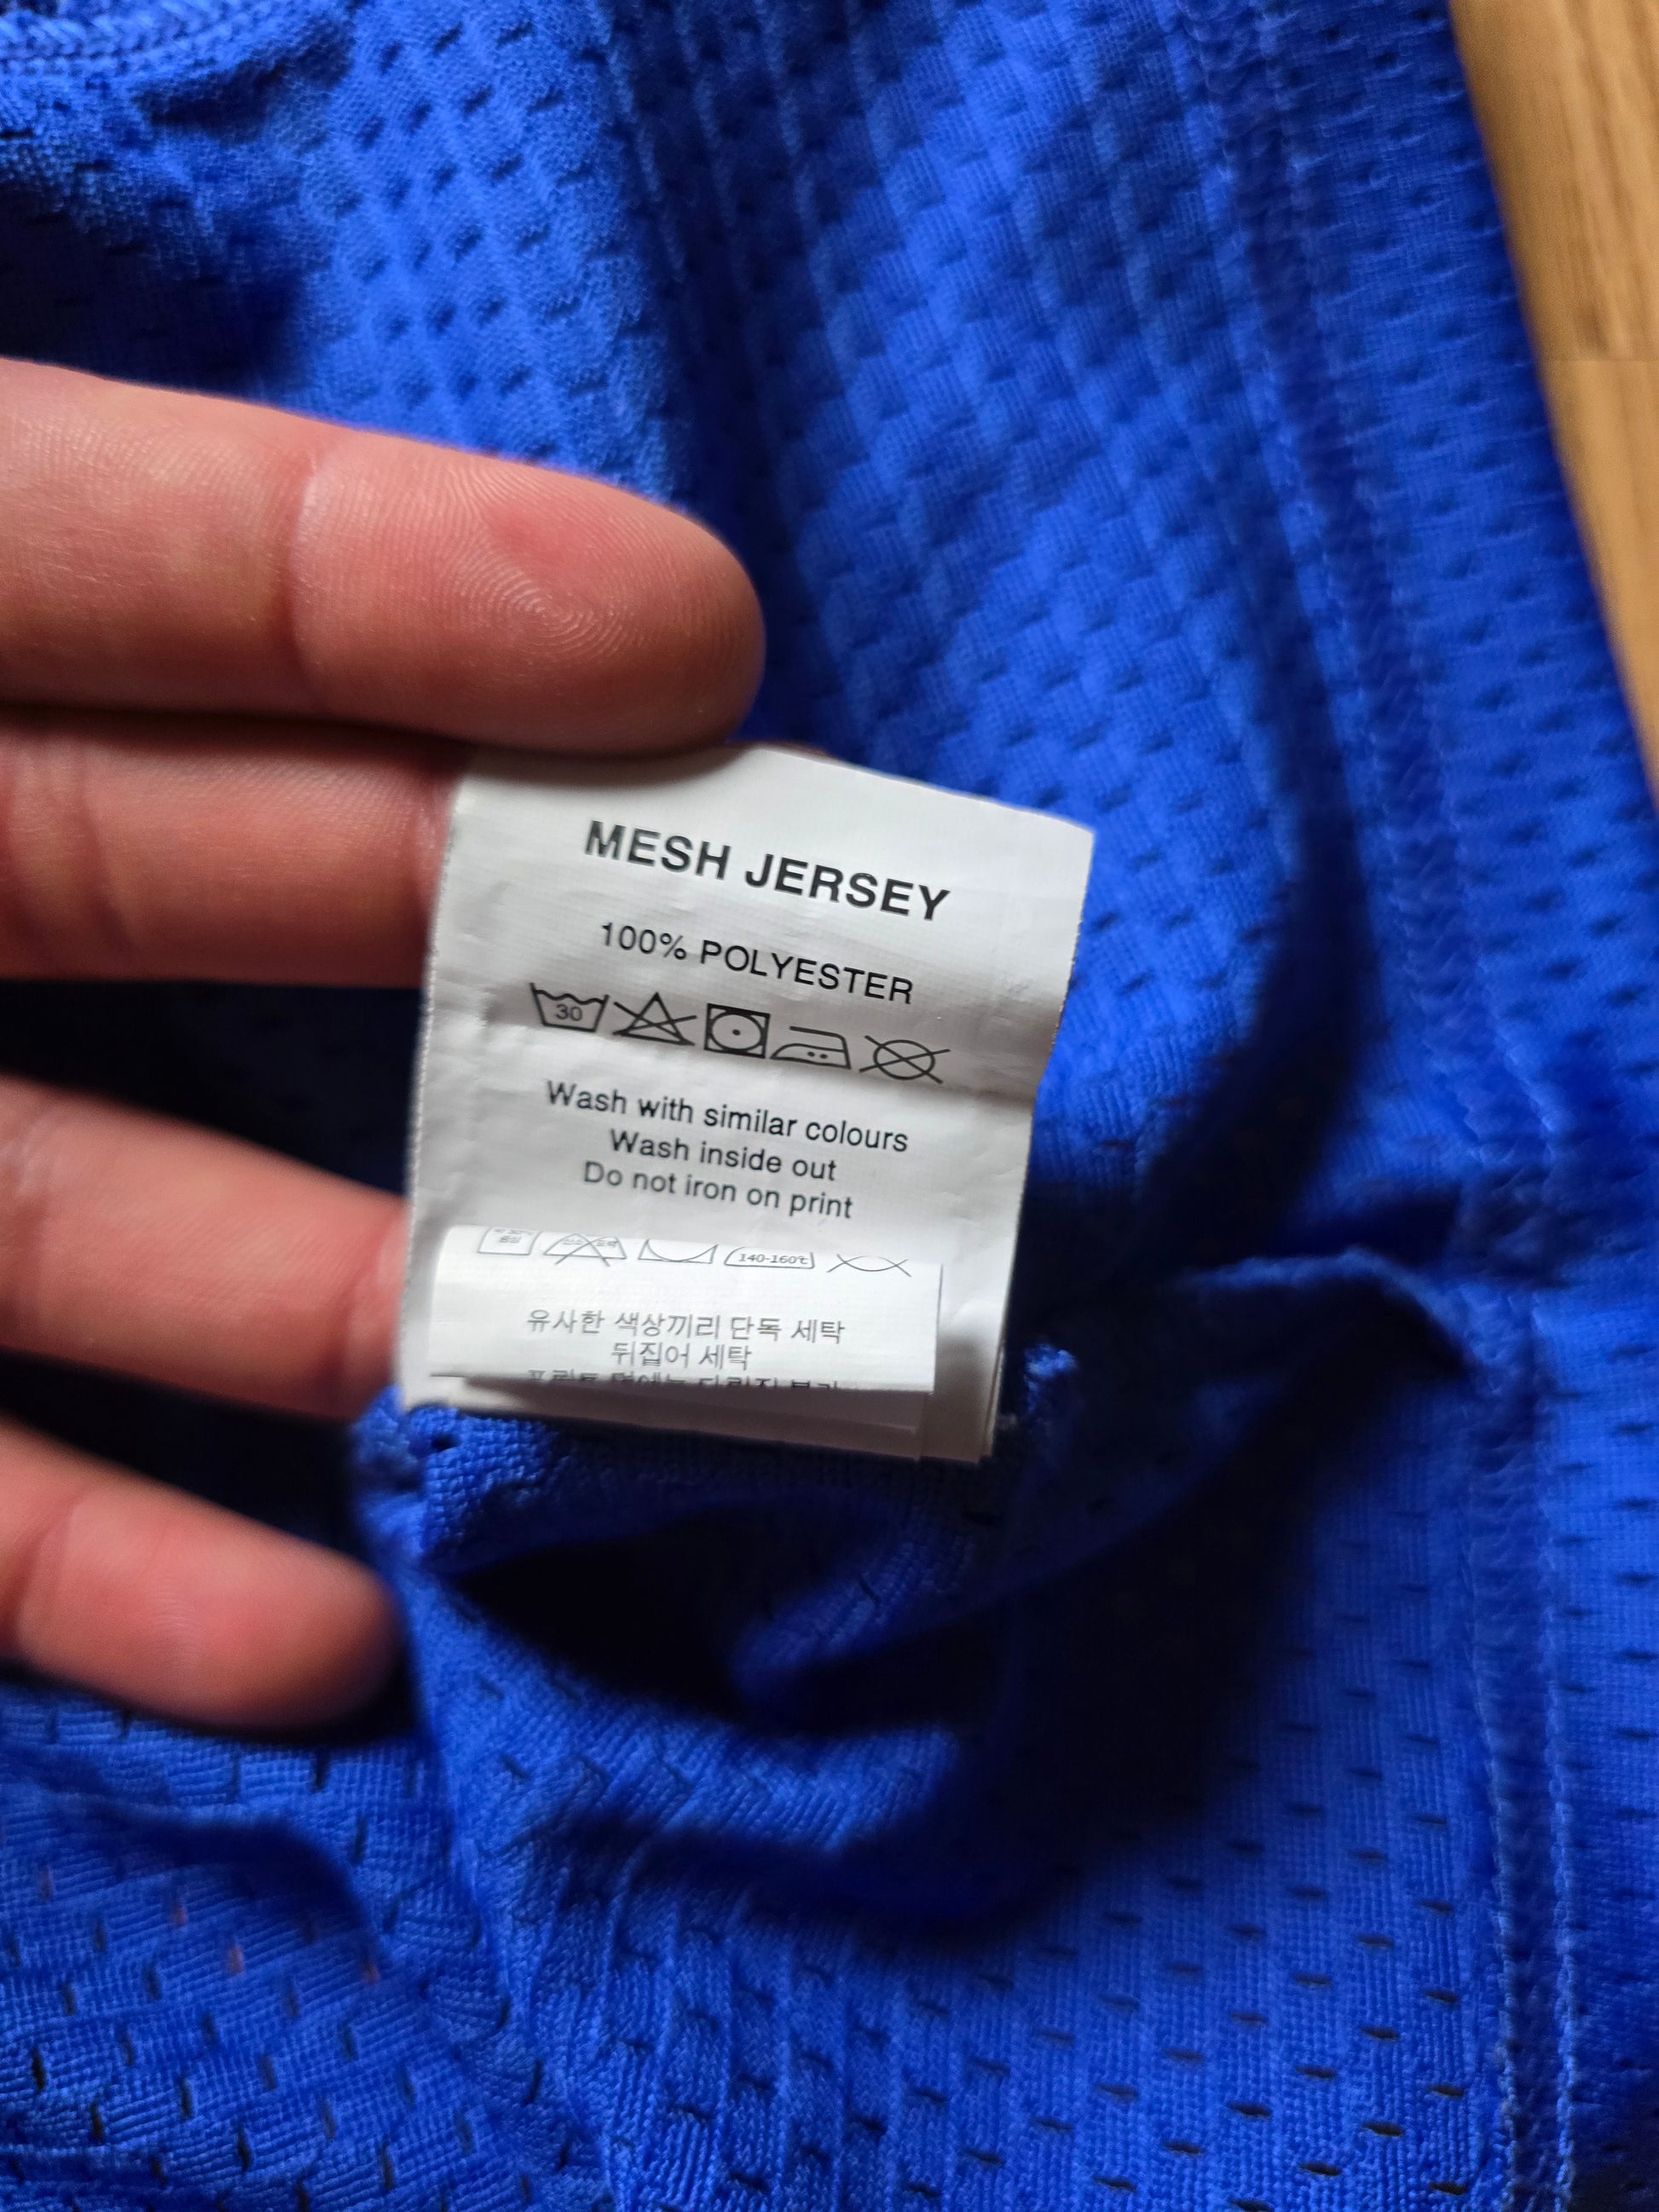 MESH JERSEY
100% POLYESTER
30
Wash with similar colours
Wash inside out
Do not iron on print
140-160℃
유사한 색상끼리 단독 세탁
뒤집어 세탁